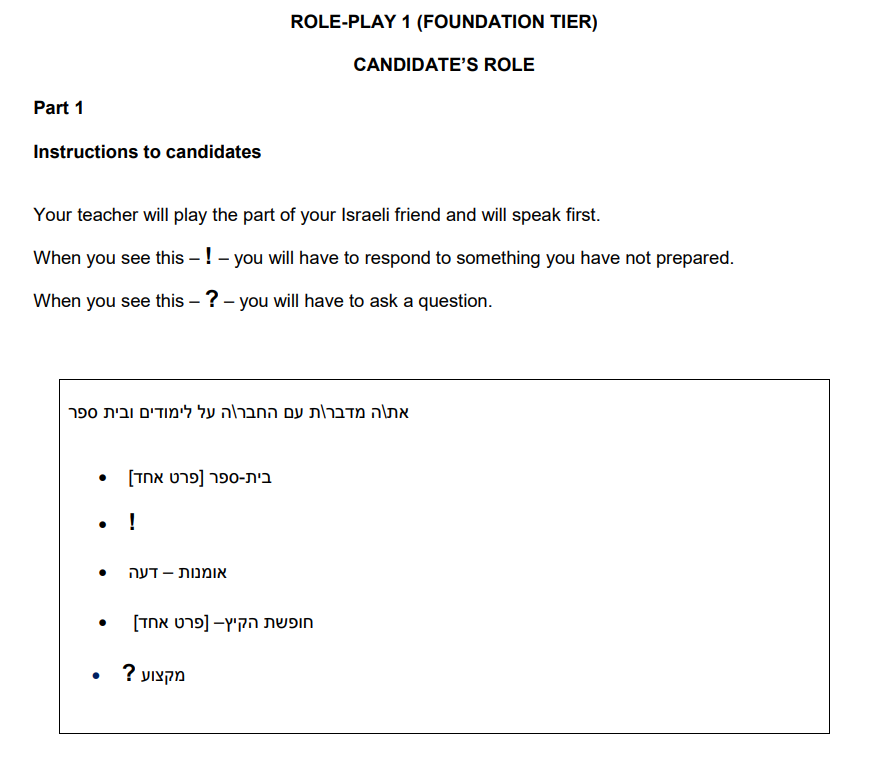 ROLE-PLAY 1 (FOUNDATION TIER)
CANDIDATE'S ROLE
Part 1
Instructions to candidates
Your teacher will play the part of your Israeli friend and will speak first.
When you see this – ! – you will have to respond to something you have not prepared.
When you see this – ? – you will have to ask a question.
את\ה מדבר\ת עם החבר\ה על לימודים ובית ספר
• בית-ספר [פרט אחד]
• !
• אומנות – דעה
• חופשת הקיץ– [פרט אחד]
• מקצוע ?